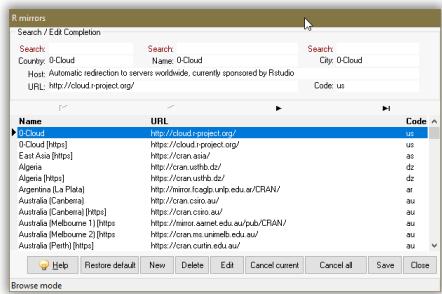 R mirrors
Search / Edit Completion
Search: Search: Search:
Country: 0-Cloud Name: 0-Cloud City: 0-Cloud
Host: Automatic redirection to servers worldwide, currently sponsored by Rstudio
URL: http://cloud.r-project.org/ Code: us
Name URL Code
0-Cloud http://cloud.r-project.org/ us
0-Cloud [https] https://cloud.r-project.org/ us
East Asia [https] https://cran.asia/ as
Algeria http://cran.usthb.dz/ dz
Algeria [https] https://cran.usthb.dz/ dz
Argentina (La Plata) http://mirror.fcaglp.unlp.edu.ar/CRAN/ ar
Australia (Canberra) http://cran.csiro.au/ au
Australia (Canberra) [https https://cran.csiro.au/ au
Australia (Melbourne 1) [https https://mirror.aarnet.edu.au/pub/CRAN/ au
Australia (Melbourne 2) [https https://cran.ms.unimelb.edu.au/ au
Australia (Perth) [https] https://cran.curtin.edu.au/ au
Help Restore default New Delete Edit Cancel current Cancel all Save Close
Browse mode